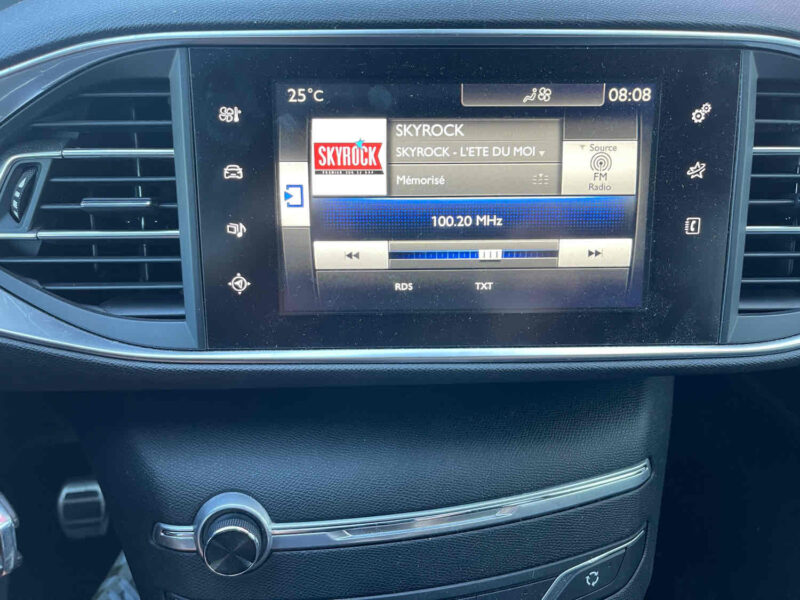 25°C
08:08
SKYROCK
SKYROCK - L'ETE DU MOI
SKYROCK
Mémorisé
Source
FM
Radio
100.20 MHz
RDS
TXT